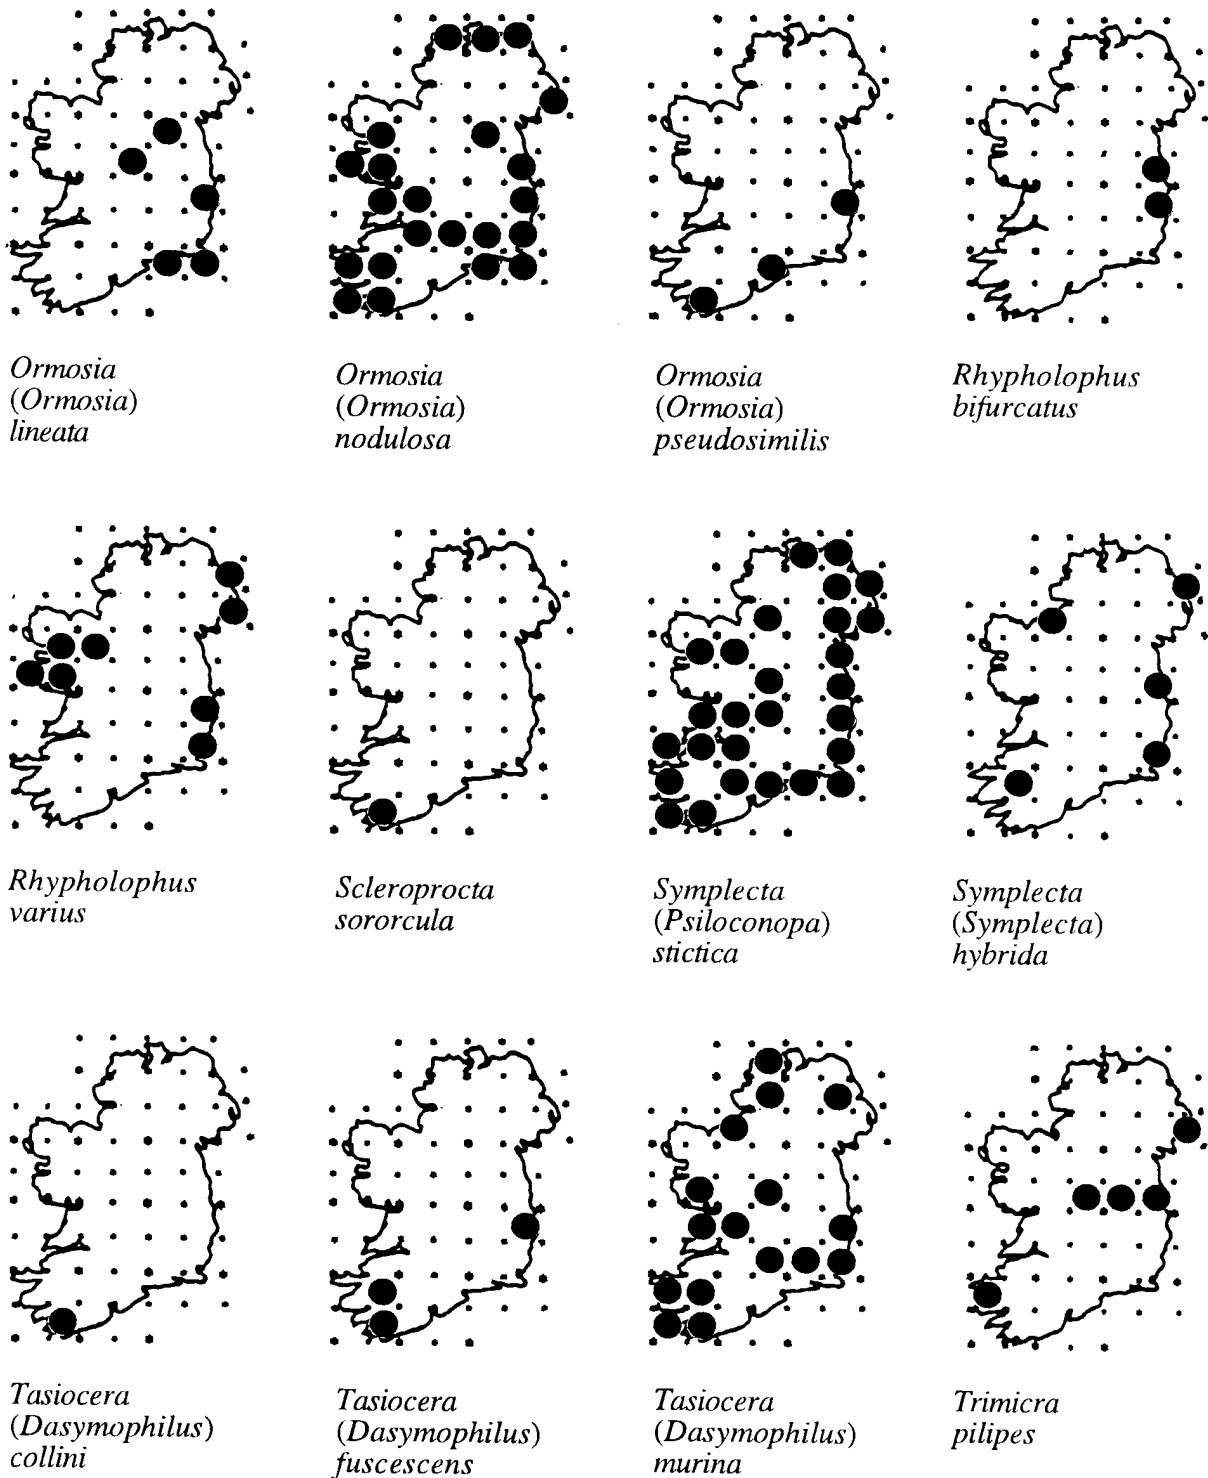 Ormosia
(Ormosia)
lineata
Ormosia
(Ormosia)
nodulosa
Ormosia
(Ormosia)
pseudosimilis
Rhypholophus
bifurcatus
Rhypholophus
varius
Scleroprocta
sororcula
Symplecta
(Psiloconopa)
stictica
Symplecta
(Symplecta)
hybrida
Tasiocera
(Dasymophilus)
collini
Tasiocera
(Dasymophilus)
fuscescens
Tasiocera
(Dasymophilus)
murina
Trimicra
pilipes